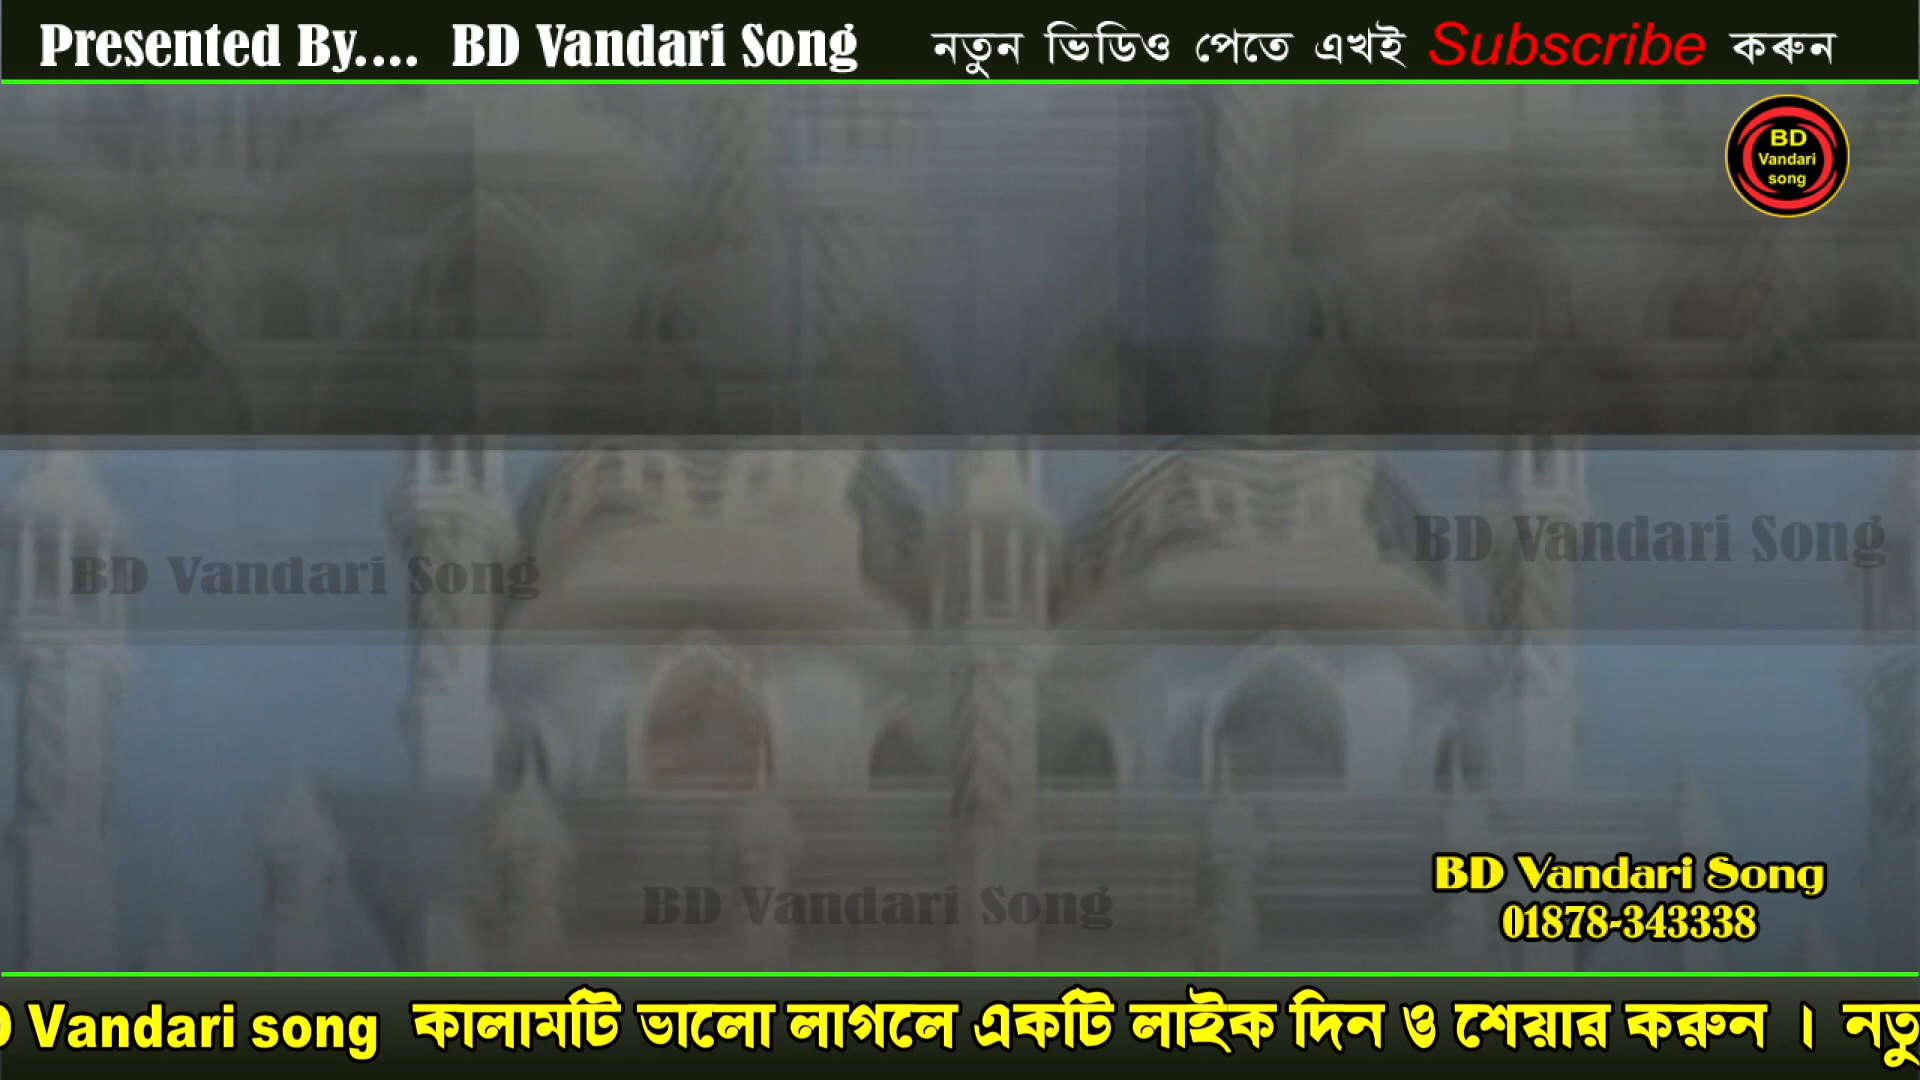 Presented By.... BD Vandari Song নতুন ভিডিও পেতে এখই Subscribe করুন
BD
Vandari
song
BD Vandari Song
BD Vandari Song
BD Vandari Song
BD Vandari Song
01878-343338
Vandari song কালামটি ভালো লাগলে একটি লাইক দিন ও শেয়ার করুন ।